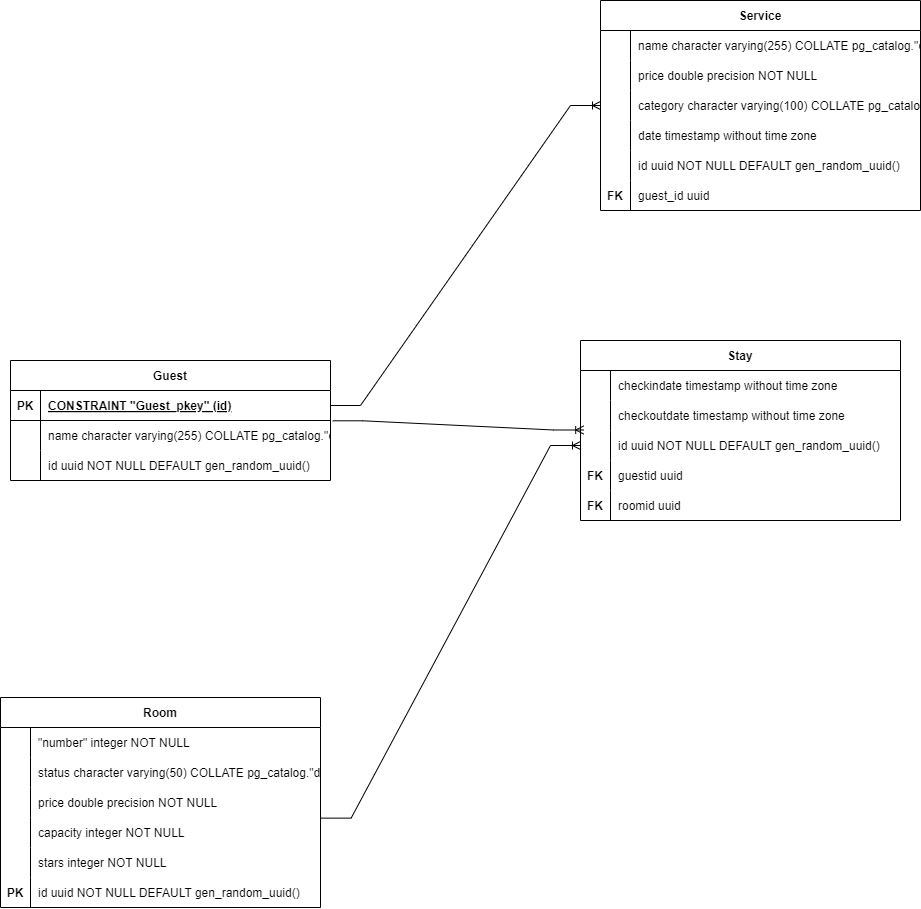 Service
name character varying(255) COLLATE pg_catalog."
price double precision NOT NULL
category character varying(100) COLLATE pg_catalo
date timestamp without time zone
id uuid NOT NULL DEFAULT gen_random_uuid()
FK guest_id uuid
Stay
checkindate timestamp without time zone
checkoutdate timestamp without time zone
id uuid NOT NULL DEFAULT gen_random_uuid()
FK guestid uuid
FK roomid uuid
Guest
PK CONSTRAINT "Guest_pkey" (id)
name character varying(255) COLLATE pg_catalog."
id uuid NOT NULL DEFAULT gen_random_uuid()
Room
"number" integer NOT NULL
status character varying(50) COLLATE pg_catalog."d
price double precision NOT NULL
capacity integer NOT NULL
stars integer NOT NULL
PK id uuid NOT NULL DEFAULT gen_random_uuid()